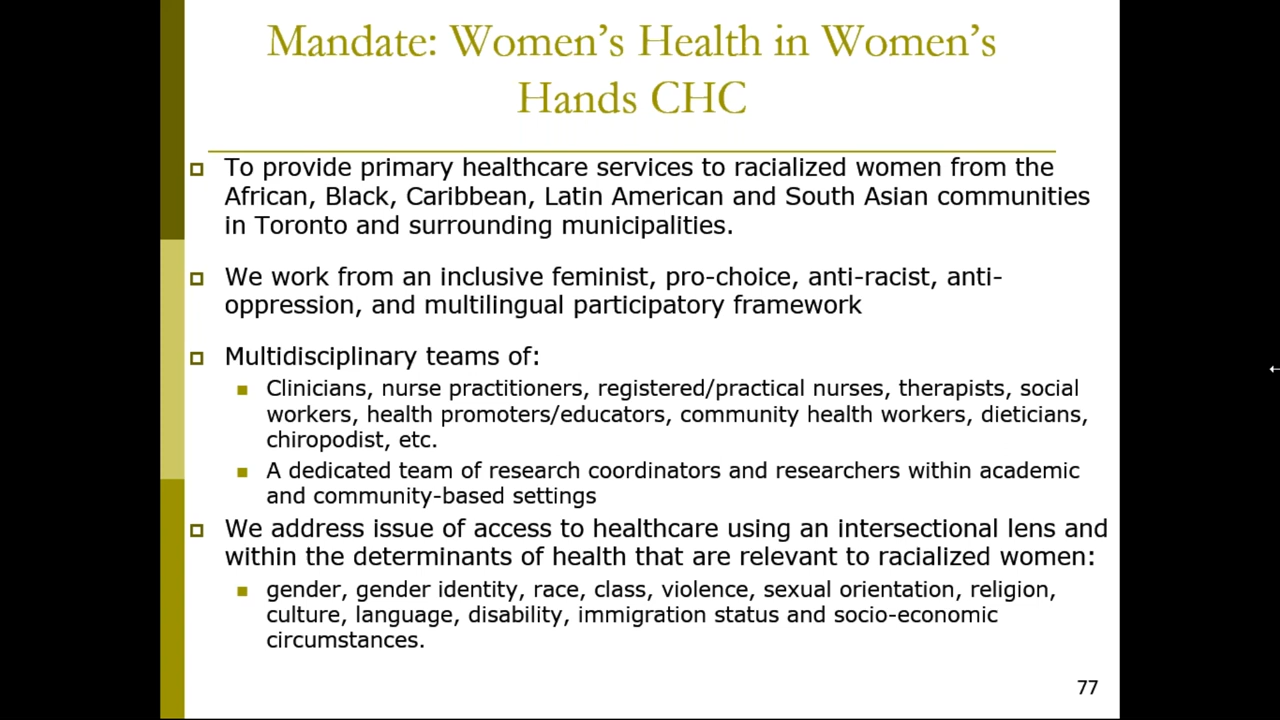 Mandate: Women's Health in Women's
Hands CHC
To provide primary healthcare services to racialized women from the
African, Black, Caribbean, Latin American and South Asian communities
in Toronto and surrounding municipalities.
We work from an inclusive feminist, pro-choice, anti-racist, anti-
oppression, and multilingual participatory framework
Multidisciplinary teams of:
Clinicians, nurse practitioners, registered/practical nurses, therapists, social
workers, health promoters/educators, community health workers, dieticians,
chiropodist, etc.
A dedicated team of research coordinators and researchers within academic
and community-based settings
We address issue of access to healthcare using an intersectional lens and
within the determinants of health that are relevant to racialized women:
gender, gender identity, race, class, violence, sexual orientation, religion,
culture, language, disability, immigration status and socio-economic
circumstances.
77